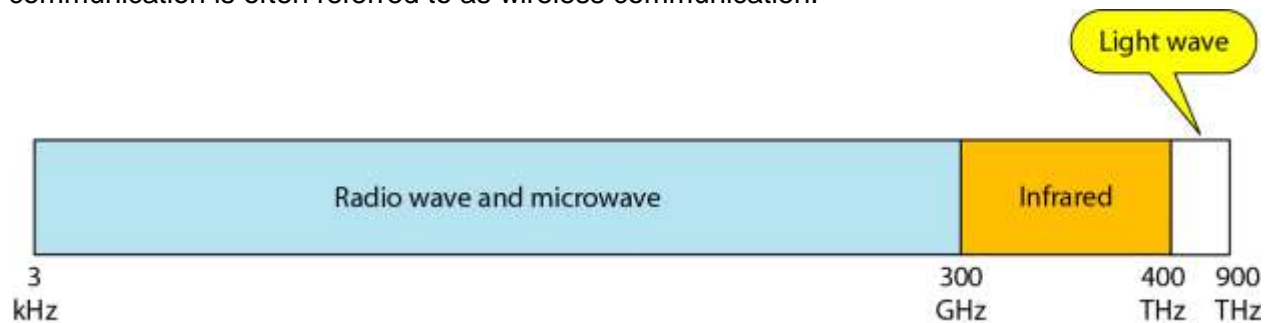 communication is often referred to as wireless communication.
Light wave
Radio wave and microwave
Infrared
3
kHz
300
GHz
400
THz
900
THz